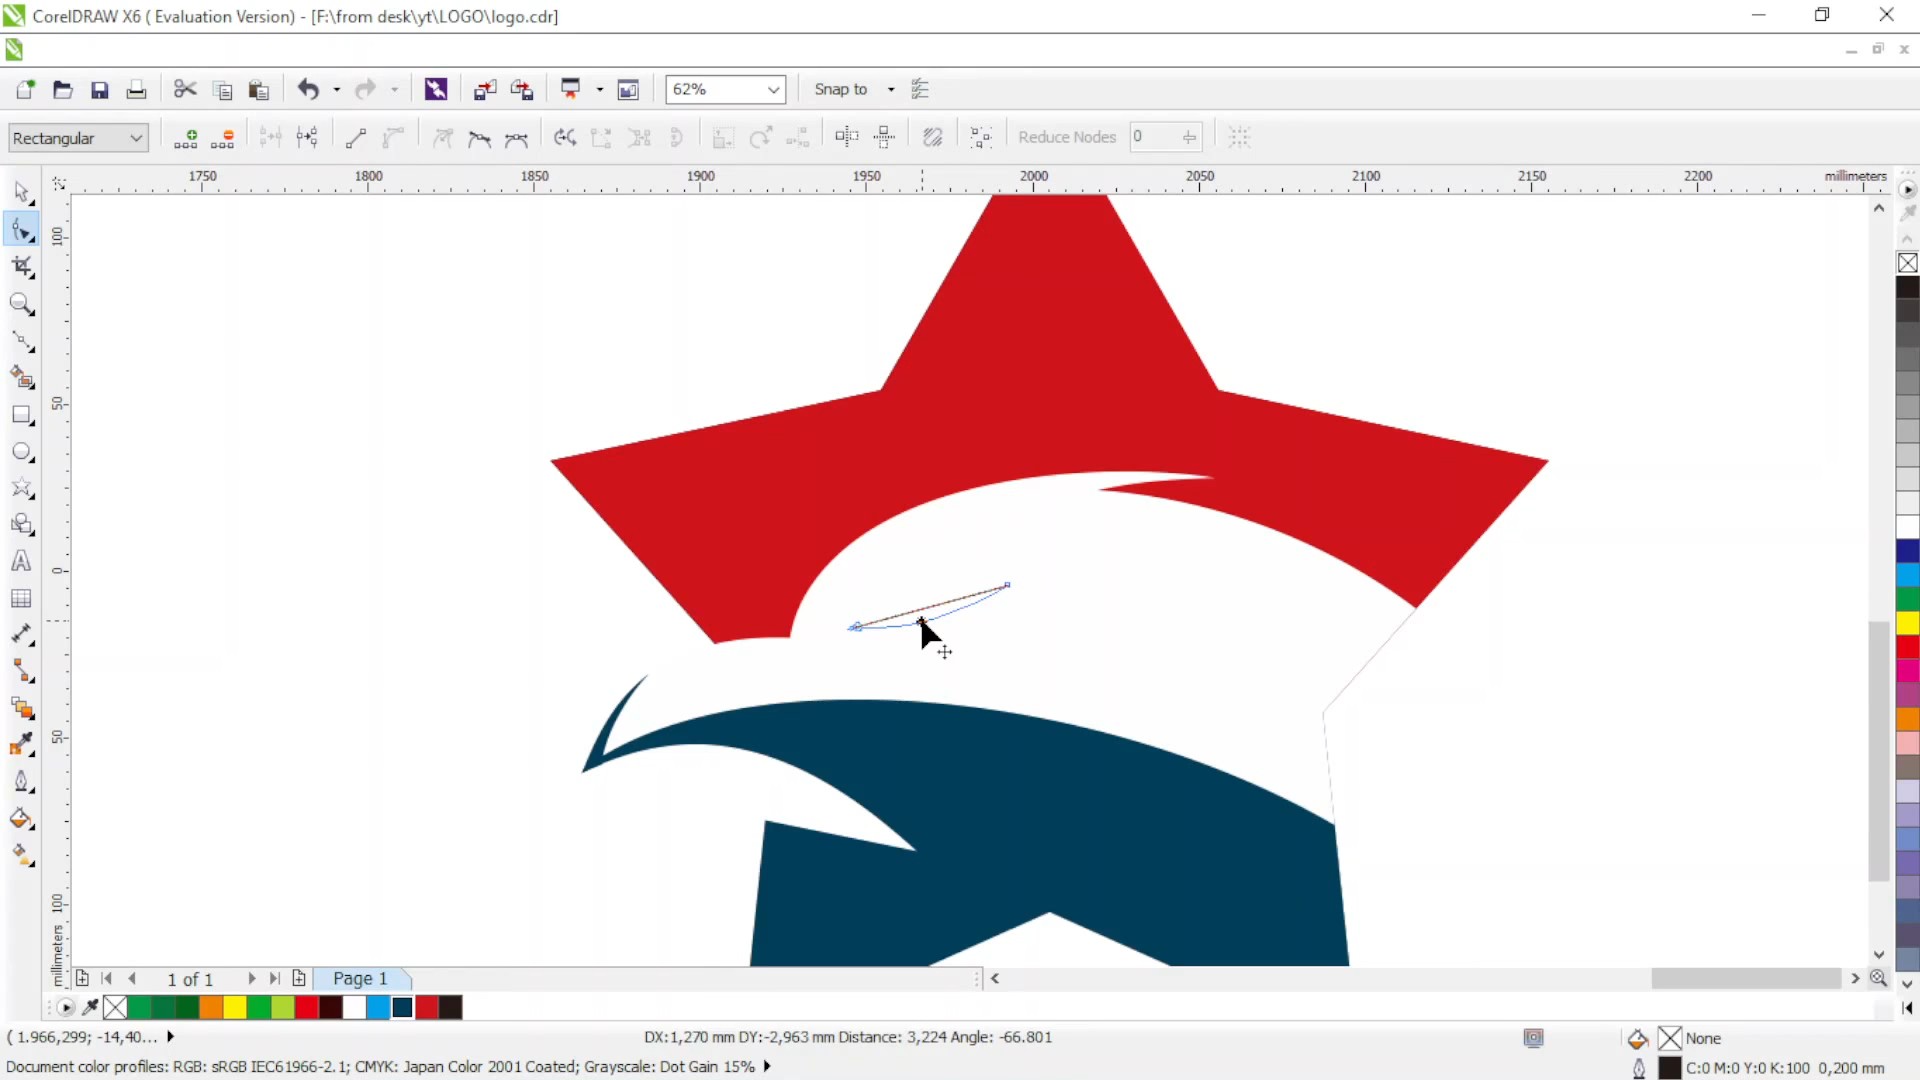 CorelDRAW X6 ( Evaluation Version) - [F:\from desk\yt\LOGO\logo.cdr]
62% Snap to
Rectangular Reduce Nodes 0
1750 1800 1850 1900 1950 2000 2050 2100 2150 2200 millimeters
100
50
0
50
100
millimeters
1 of 1 Page 1
( 1.966,299; -14,40... DX:1,270 mm DY:-2,963 mm Distance: 3,224 Angle: -66.801 None
Document color profiles: RGB: sRGB IEC61966-2.1; CMYK: Japan Color 2001 Coated; Grayscale: Dot Gain 15% C:0 M:0 Y:0 K:100 0,200 mm